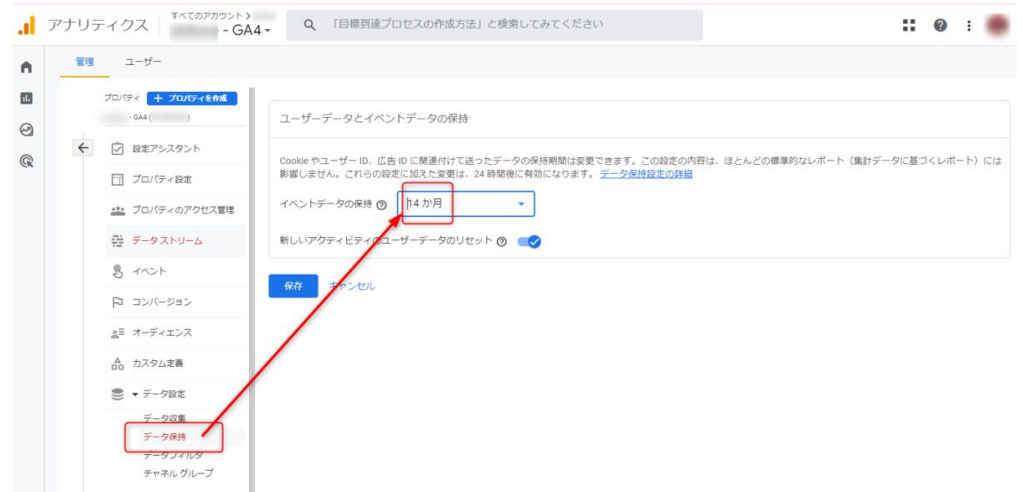 アナリティクス
すべてのアカウント >
- GA4
「目標到達プロセスの作成方法」と検索してみてください
管理
ユーザー
プロパティ
+ プロパティを作成
- GA4 ( )
設定アシスタント
プロパティ設定
プロパティのアクセス管理
データ ストリーム
イベント
コンバージョン
オーディエンス
カスタム定義
データ設定
データ収集
データ保持
データフィルタ
チャネル グループ
ユーザーデータとイベントデータの保持
Cookie やユーザー ID、広告 ID に関連付けて送ったデータの保持期間は変更できます。この設定の内容は、ほとんどの標準的なレポート（集計データに基づくレポート）には
影響しません。これらの設定に加えた変更は、24 時間後に有効になります。 データ保持設定の詳細
イベントデータの保持
14 か月
新しいアクティビティのユーザーデータのリセット
保存
キャンセル